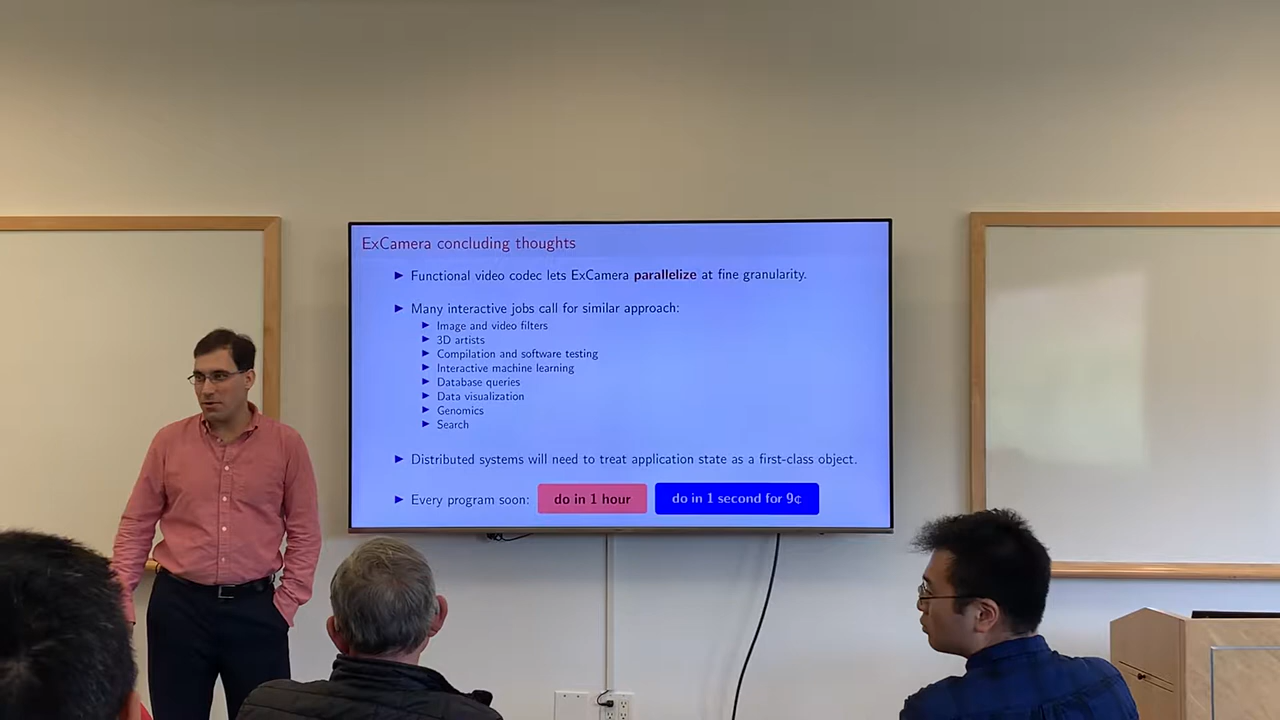 ExCamera concluding thoughts
▶ Functional video codec lets ExCamera parallelize at fine granularity.
▶ Many interactive jobs call for similar approach:
▶ Image and video filters
▶ 3D artists
▶ Compilation and software testing
▶ Interactive machine learning
▶ Database queries
▶ Data visualization
▶ Genomics
▶ Search
▶ Distributed systems will need to treat application state as a first-class object.
▶ Every program soon: do in 1 hour do in 1 second for 9¢